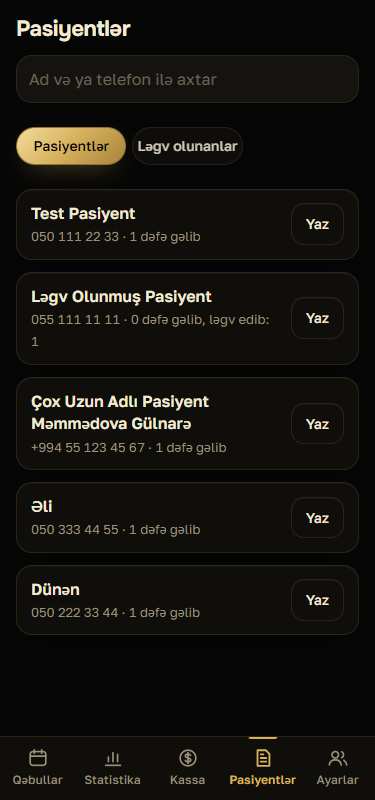 Pasiyentlər
Ad və ya telefon ilə axtar
Pasiyentlər
Ləgv olunanlar
Test Pasiyent
050 111 22 33 · 1 dəfə gəlib
Yaz
Ləgv Olunmuş Pasiyent
055 111 11 11 · 0 dəfə gəlib, ləgv edib:
1
Yaz
Çox Uzun Adlı Pasiyent
Məmmədova Gülnarə
+994 55 123 45 67 · 1 dəfə gəlib
Yaz
Əli
050 333 44 55 · 1 dəfə gəlib
Yaz
Dünən
050 222 33 44 · 1 dəfə gəlib
Yaz
Qəbullar
Statistika
Kassa
Pasiyentlər
Ayarlar